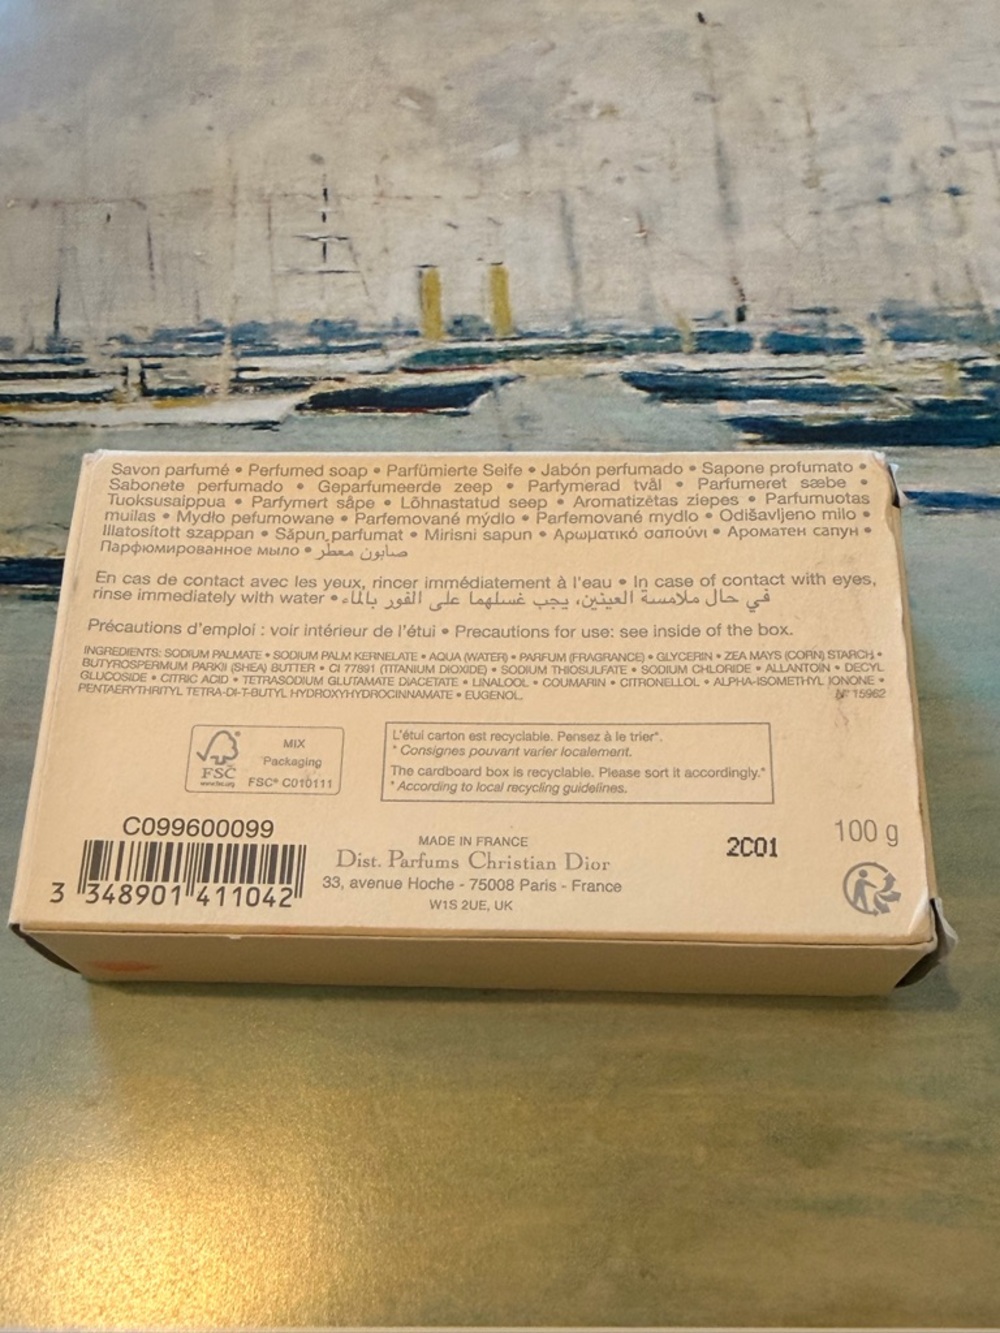 Savon parfumé • Perfumed soap • Parfümierte Seife • Jabón perfumado • Sapone profumato •
Sabonete perfumado • Geparfumeerde zeep • Parfymerad tvål • Parfumeret sæbe •
Tuoksusaippua • Parfymert såpe • Lõhnastatud seep • Aromatizētas ziepes • Parfumuotas
muilas • Mydło pefumowane • Parfemované mýdlo • Parfemované mydlo • Odišavljeno milo •
Illatosított szappan • Săpun parfumat • Mirisni sapun • Αρωματικό σαπούνι • Ароматен сапун •
Парфюмированное мыло • صابون معطر
En cas de contact avec les yeux, rincer immédiatement à l'eau • In case of contact with eyes,
rinse immediately with water • في حال ملامسة العينين، يجب غسلهما على الفور بالماء.
Précautions d'emploi : voir intérieur de l'étui • Precautions for use: see inside of the box.
INGREDIENTS: SODIUM PALMATE • SODIUM PALM KERNELATE • AQUA (WATER) • PARFUM (FRAGRANCE) • GLYCERIN • ZEA MAYS (CORN) STARCH •
BUTYROSPERMUM PARKII (SHEA) BUTTER • CI 77891 (TITANIUM DIOXIDE) • SODIUM THIOSULFATE • SODIUM CHLORIDE • ALLANTOIN • DECYL
GLUCOSIDE • CITRIC ACID • TETRASODIUM GLUTAMATE DIACETATE • LINALOOL • COUMARIN • CITRONELLOL • ALPHA-ISOMETHYL IONONE •
PENTAERYTHRITYL TETRA-DI-T-BUTYL HYDROXYHYDROCINNAMATE • EUGENOL. N° 15962
FSC
www.fsc.org
MIX
Packaging
FSC® C010111
L'étui carton est recyclable. Pensez à le trier*.
* Consignes pouvant varier localement.
The cardboard box is recyclable. Please sort it accordingly.*
* According to local recycling guidelines.
C099600099
3 348901 411042
MADE IN FRANCE
Dist. Parfums Christian Dior
33, avenue Hoche - 75008 Paris - France
W1S 2UE, UK
2C01
100 g